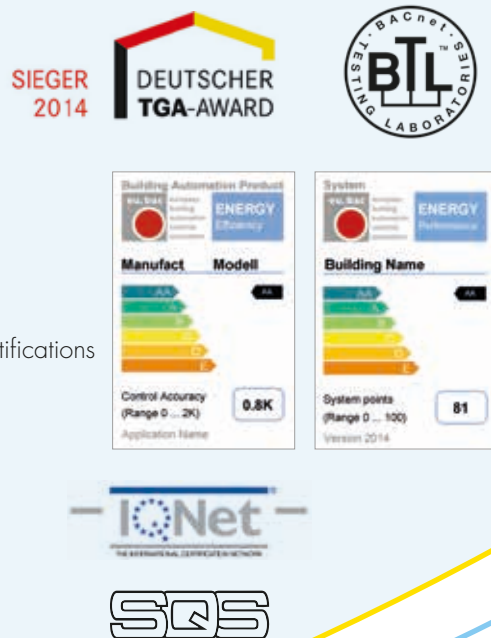 SIEGER
2014
DEUTSCHER
TGA-AWARD
BACnet
BTL™
TESTING LABORATORIES
Building Automation Product
eu.bac
ENERGY
Efficiency
Manufact Modell
AA
A
B
C
D
E
AA
Control Accuracy
(Range 0 ... 2K)
0.8K
Application Name
System
eu.bac
ENERGY
Performance
Building Name
AA
A
B
C
D
E
AA
System points
(Range 0 ... 100)
81
Version 2014
tifications
IQNet
THE INTERNATIONAL CERTIFICATION NETWORK
SQS